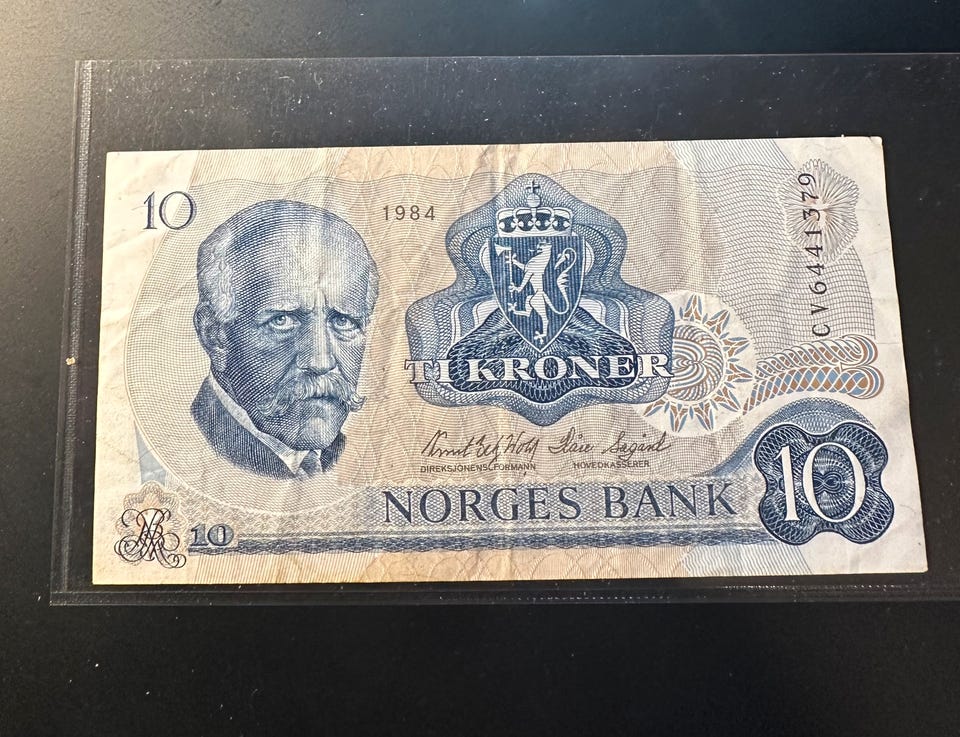 10
1984
CV6441379
TI KRONER
DIREKSJONENS FORMANN
HOVEDKASSERER
NORGES BANK
10
10